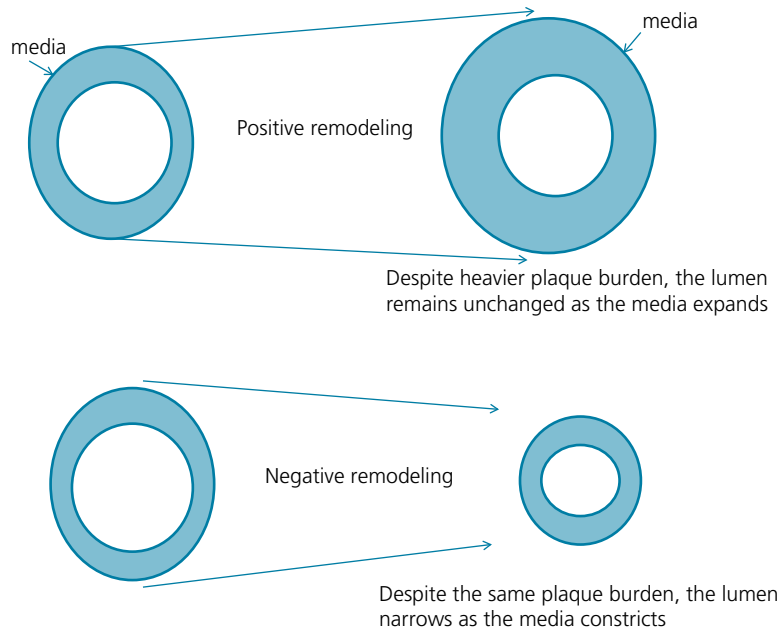 media
media
Positive remodeling
Despite heavier plaque burden, the lumen
remains unchanged as the media expands
Negative remodeling
Despite the same plaque burden, the lumen
narrows as the media constricts